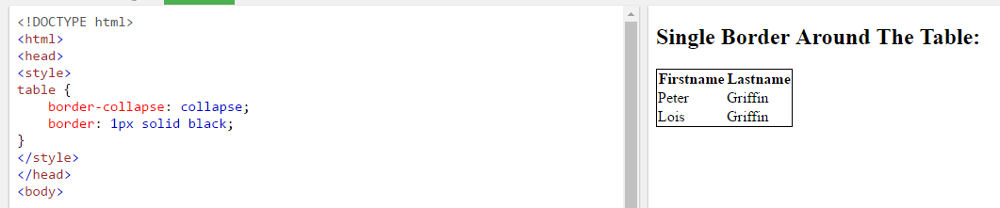 <!DOCTYPE html>
<html>
<head>
<style>
table {
    border-collapse: collapse;
    border: 1px solid black;
}
</style>
</head>
<body>
Single Border Around The Table:
Firstname Lastname
Peter Griffin
Lois Griffin